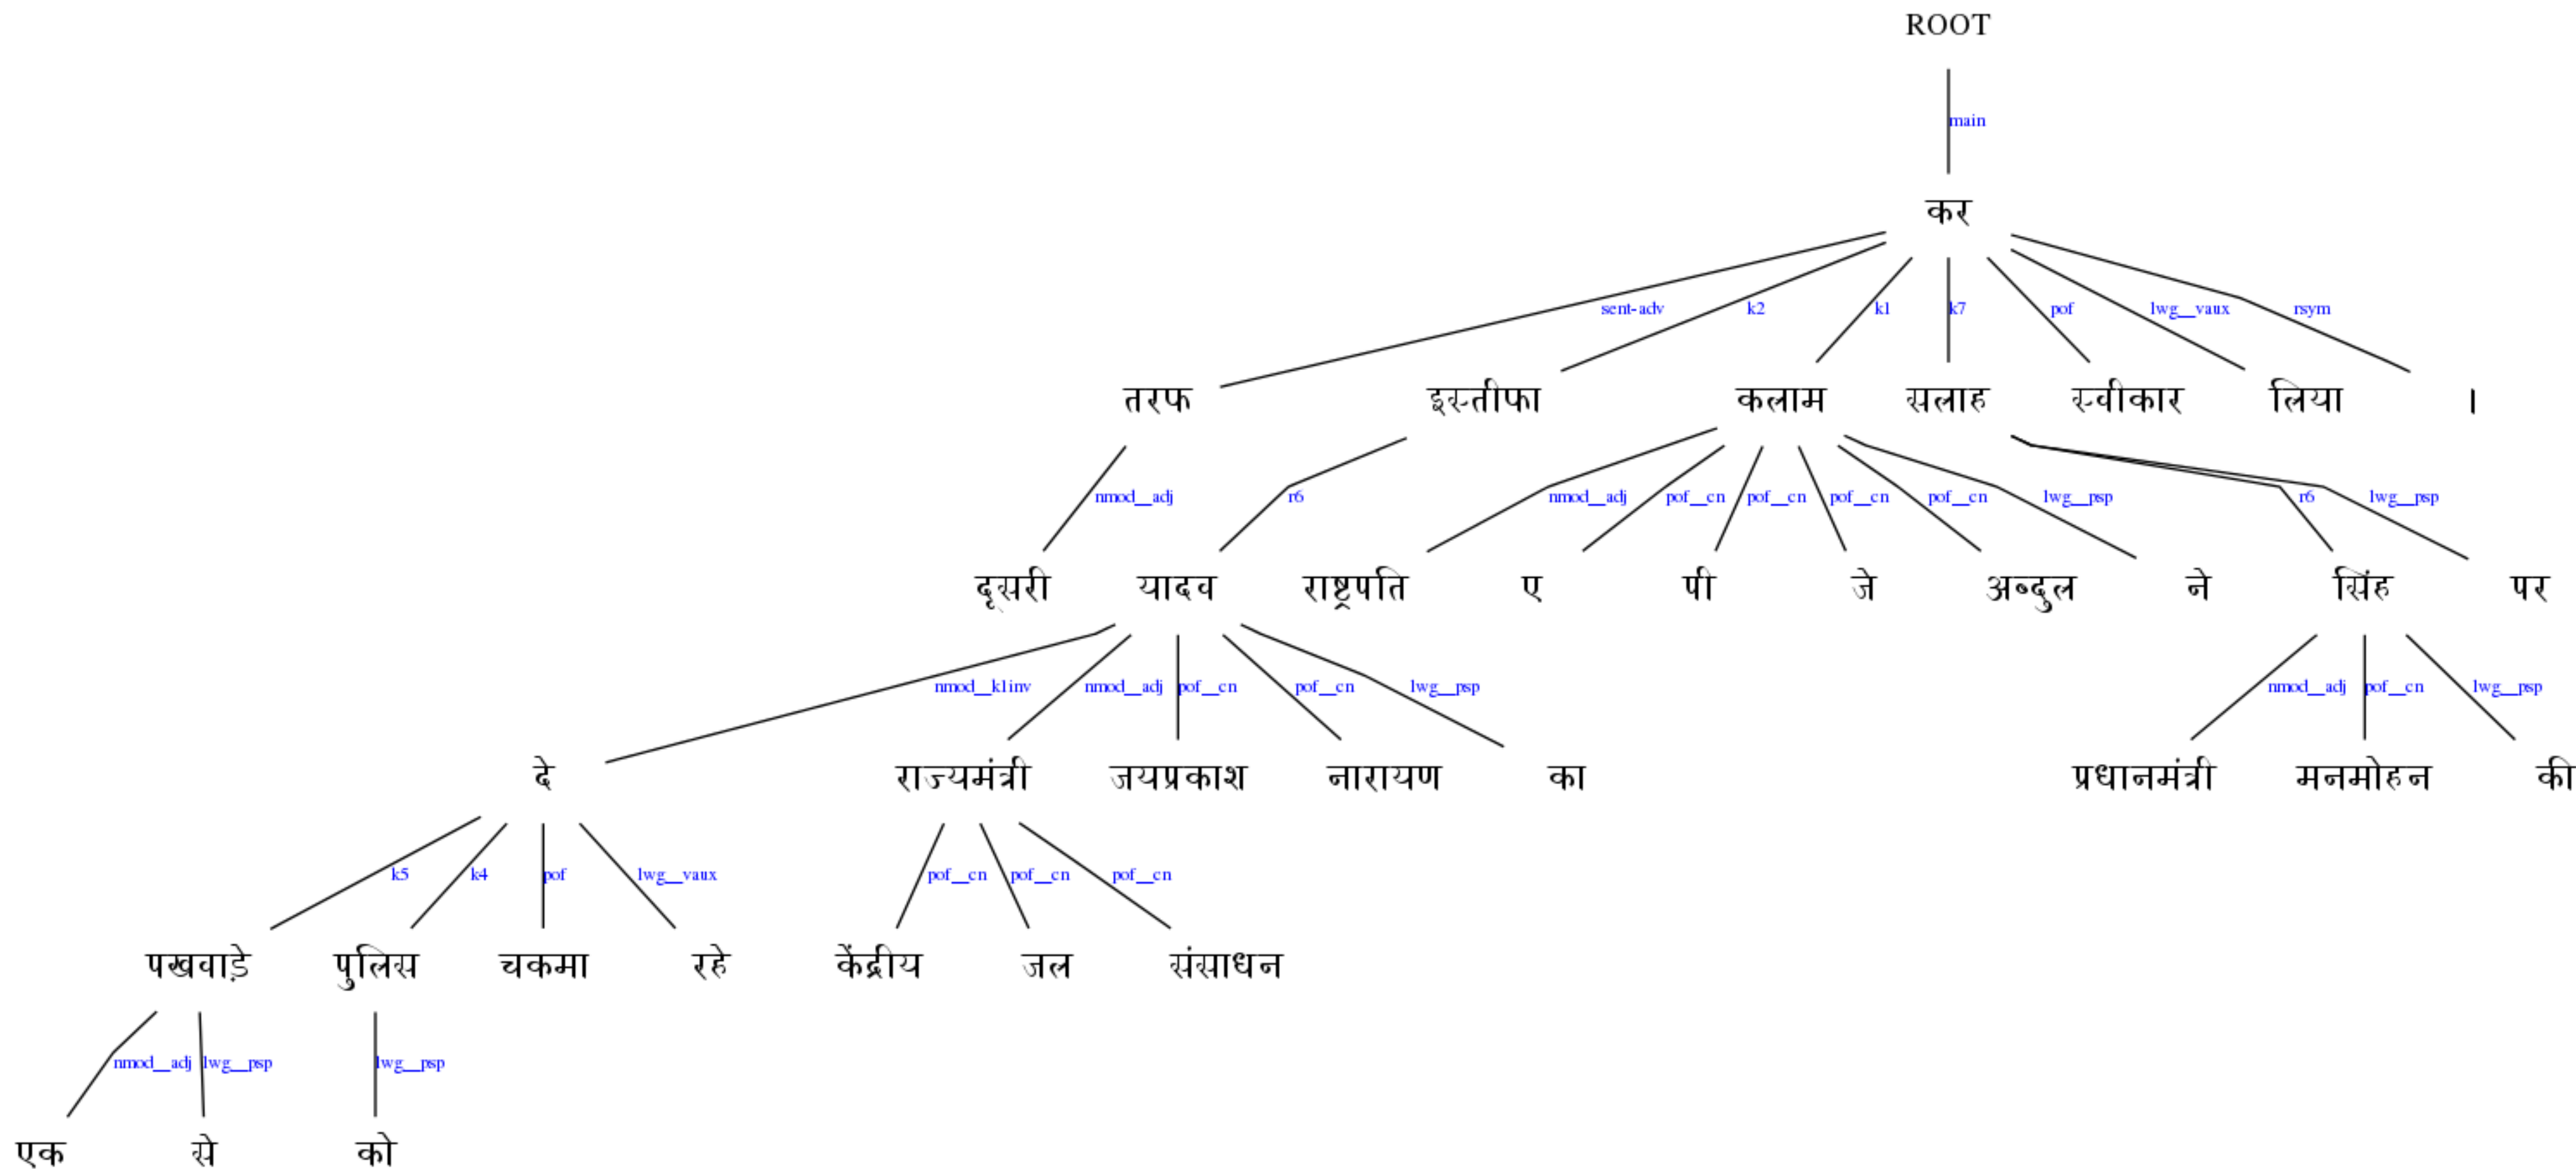 ROOT
main
कर
sent-adv k2 k1 k7 pof lwg__vaux rsym
तरफ इस्तीफा कलाम सलाह स्वीकार लिया ।
nmod__adj r6 nmod__adj pof__cn pof__cn pof__cn pof__cn lwg__psp r6 lwg__psp
दूसरी यादव राष्ट्रपति ए पी जे अब्दुल ने सिंह पर
nmod__k1inv nmod__adj pof__cn pof__cn lwg__psp nmod__adj pof__cn lwg__psp
दे राज्यमंत्री जयप्रकाश नारायण का प्रधानमंत्री मनमोहन की
k5 k4 pof lwg__vaux pof__cn pof__cn pof__cn
पखवाड़े पुलिस चकमा रहे केंद्रीय जल संसाधन
nmod__adj lwg__psp lwg__psp
एक से को